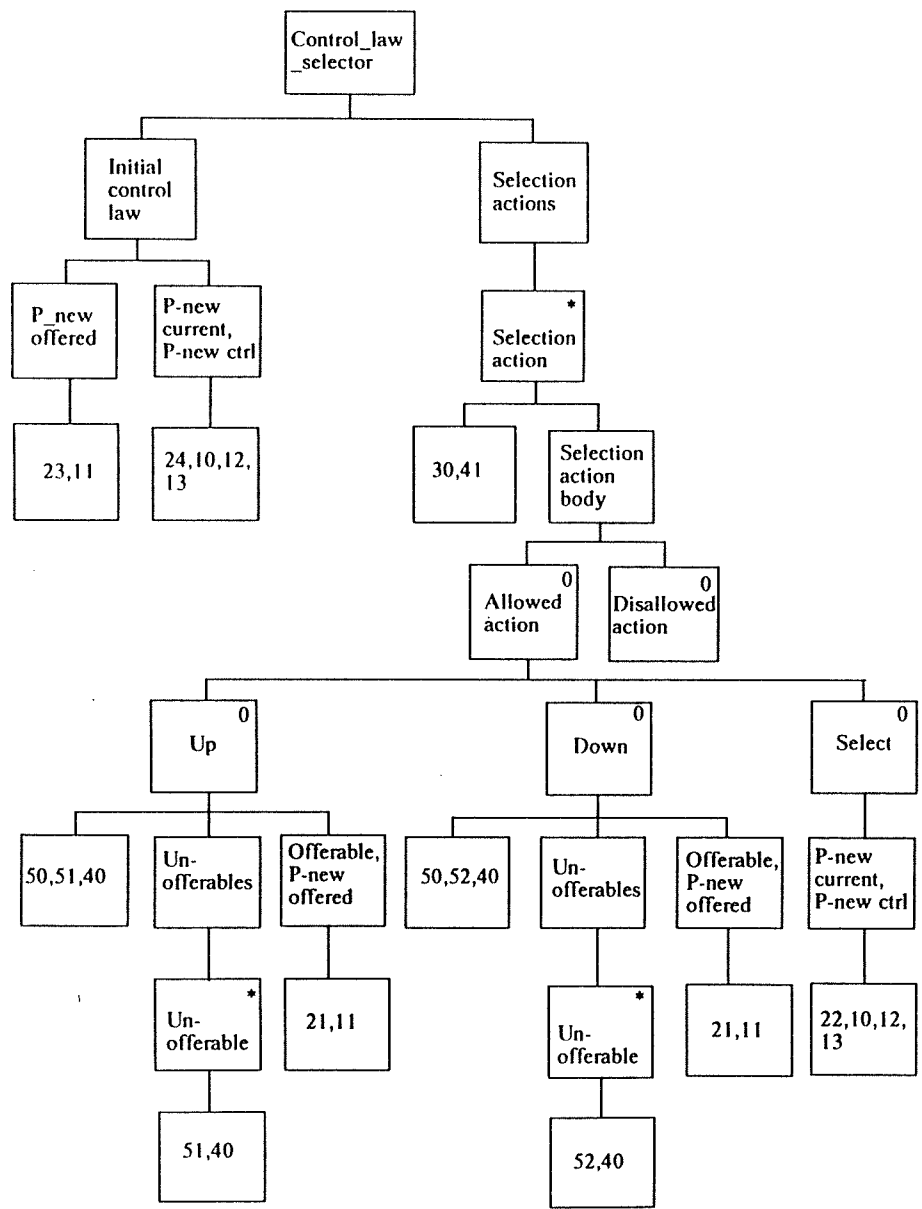 Control_law
_selector
Initial
control
law
Selection
actions
P_new
offered
P-new
current,
P-new ctrl
*
Selection
action
23,11
24,10,12,
13
30,41
Selection
action
body
0
Allowed
action
0
Disallowed
action
0
Up
0
Down
0
Select
50,51,40
Un-
offerables
Offerable,
P-new
offered
50,52,40
Un-
offerables
Offerable,
P-new
offered
P-new
current,
P-new ctrl
*
Un-
offerable
21,11
*
Un-
offerable
21,11
22,10,12,
13
51,40
52,40